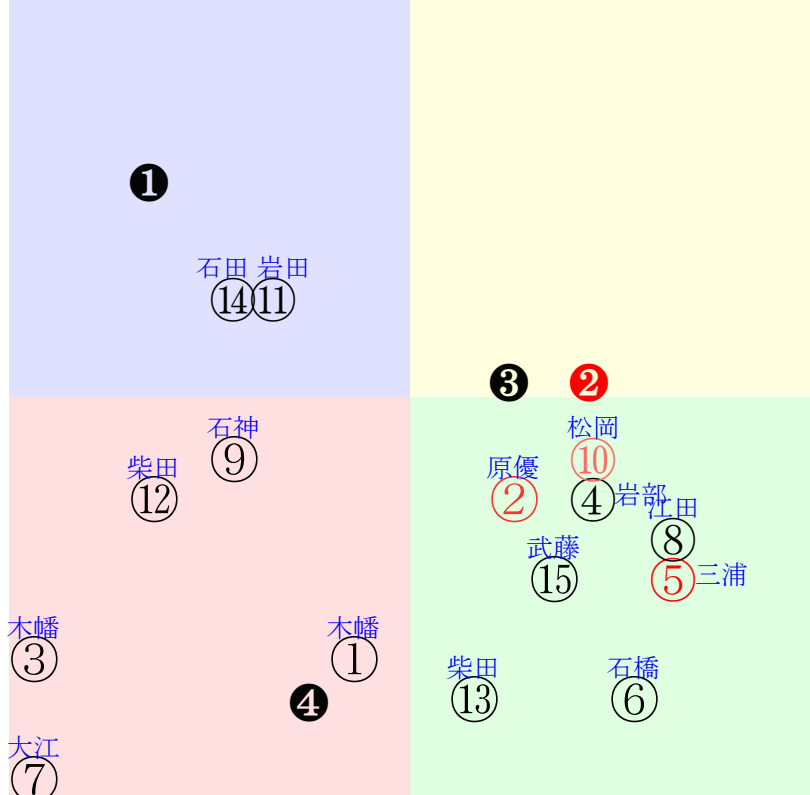 ❶
石田 岩田
⑭⑪
❸ ❷
石神
⑨
松岡
⑩
柴田
⑫
原優
②
④岩部
江田
⑧
武藤
⑮
⑤三浦
木幡
③
木幡
①
柴田
⑬
石橋
⑥
❹
大江
⑦